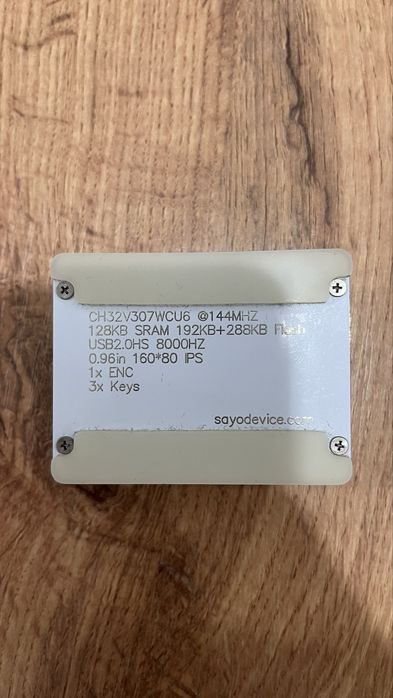 CH32V307WCU6 @144MHZ
128KB SRAM 192KB+288KB Flash
USB2.0HS 8000HZ
0.96in 160*80 IPS
1x ENC
3x Keys
sayodevice.com